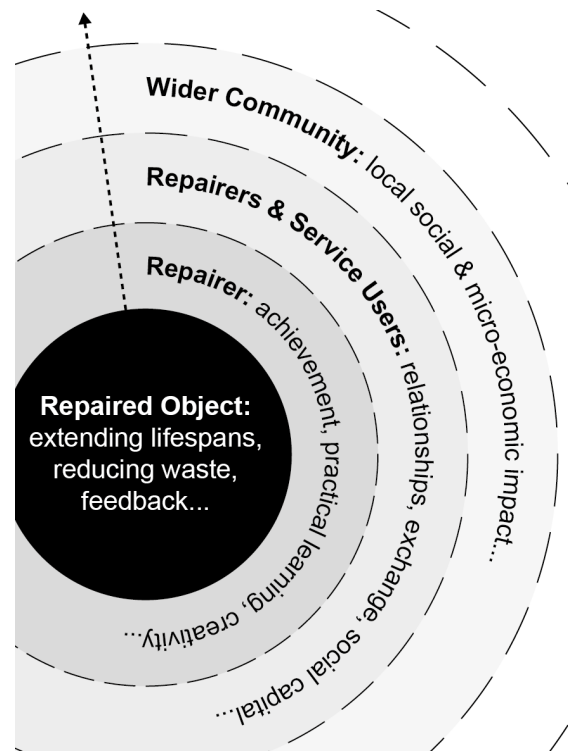 Wider Community: local social & micro-economic impact...
Repairers & Service Users: relationships, exchange, social capital...
Repairer: achievement, practical learning, creativity...
Repaired Object:
extending lifespans,
reducing waste,
feedback...